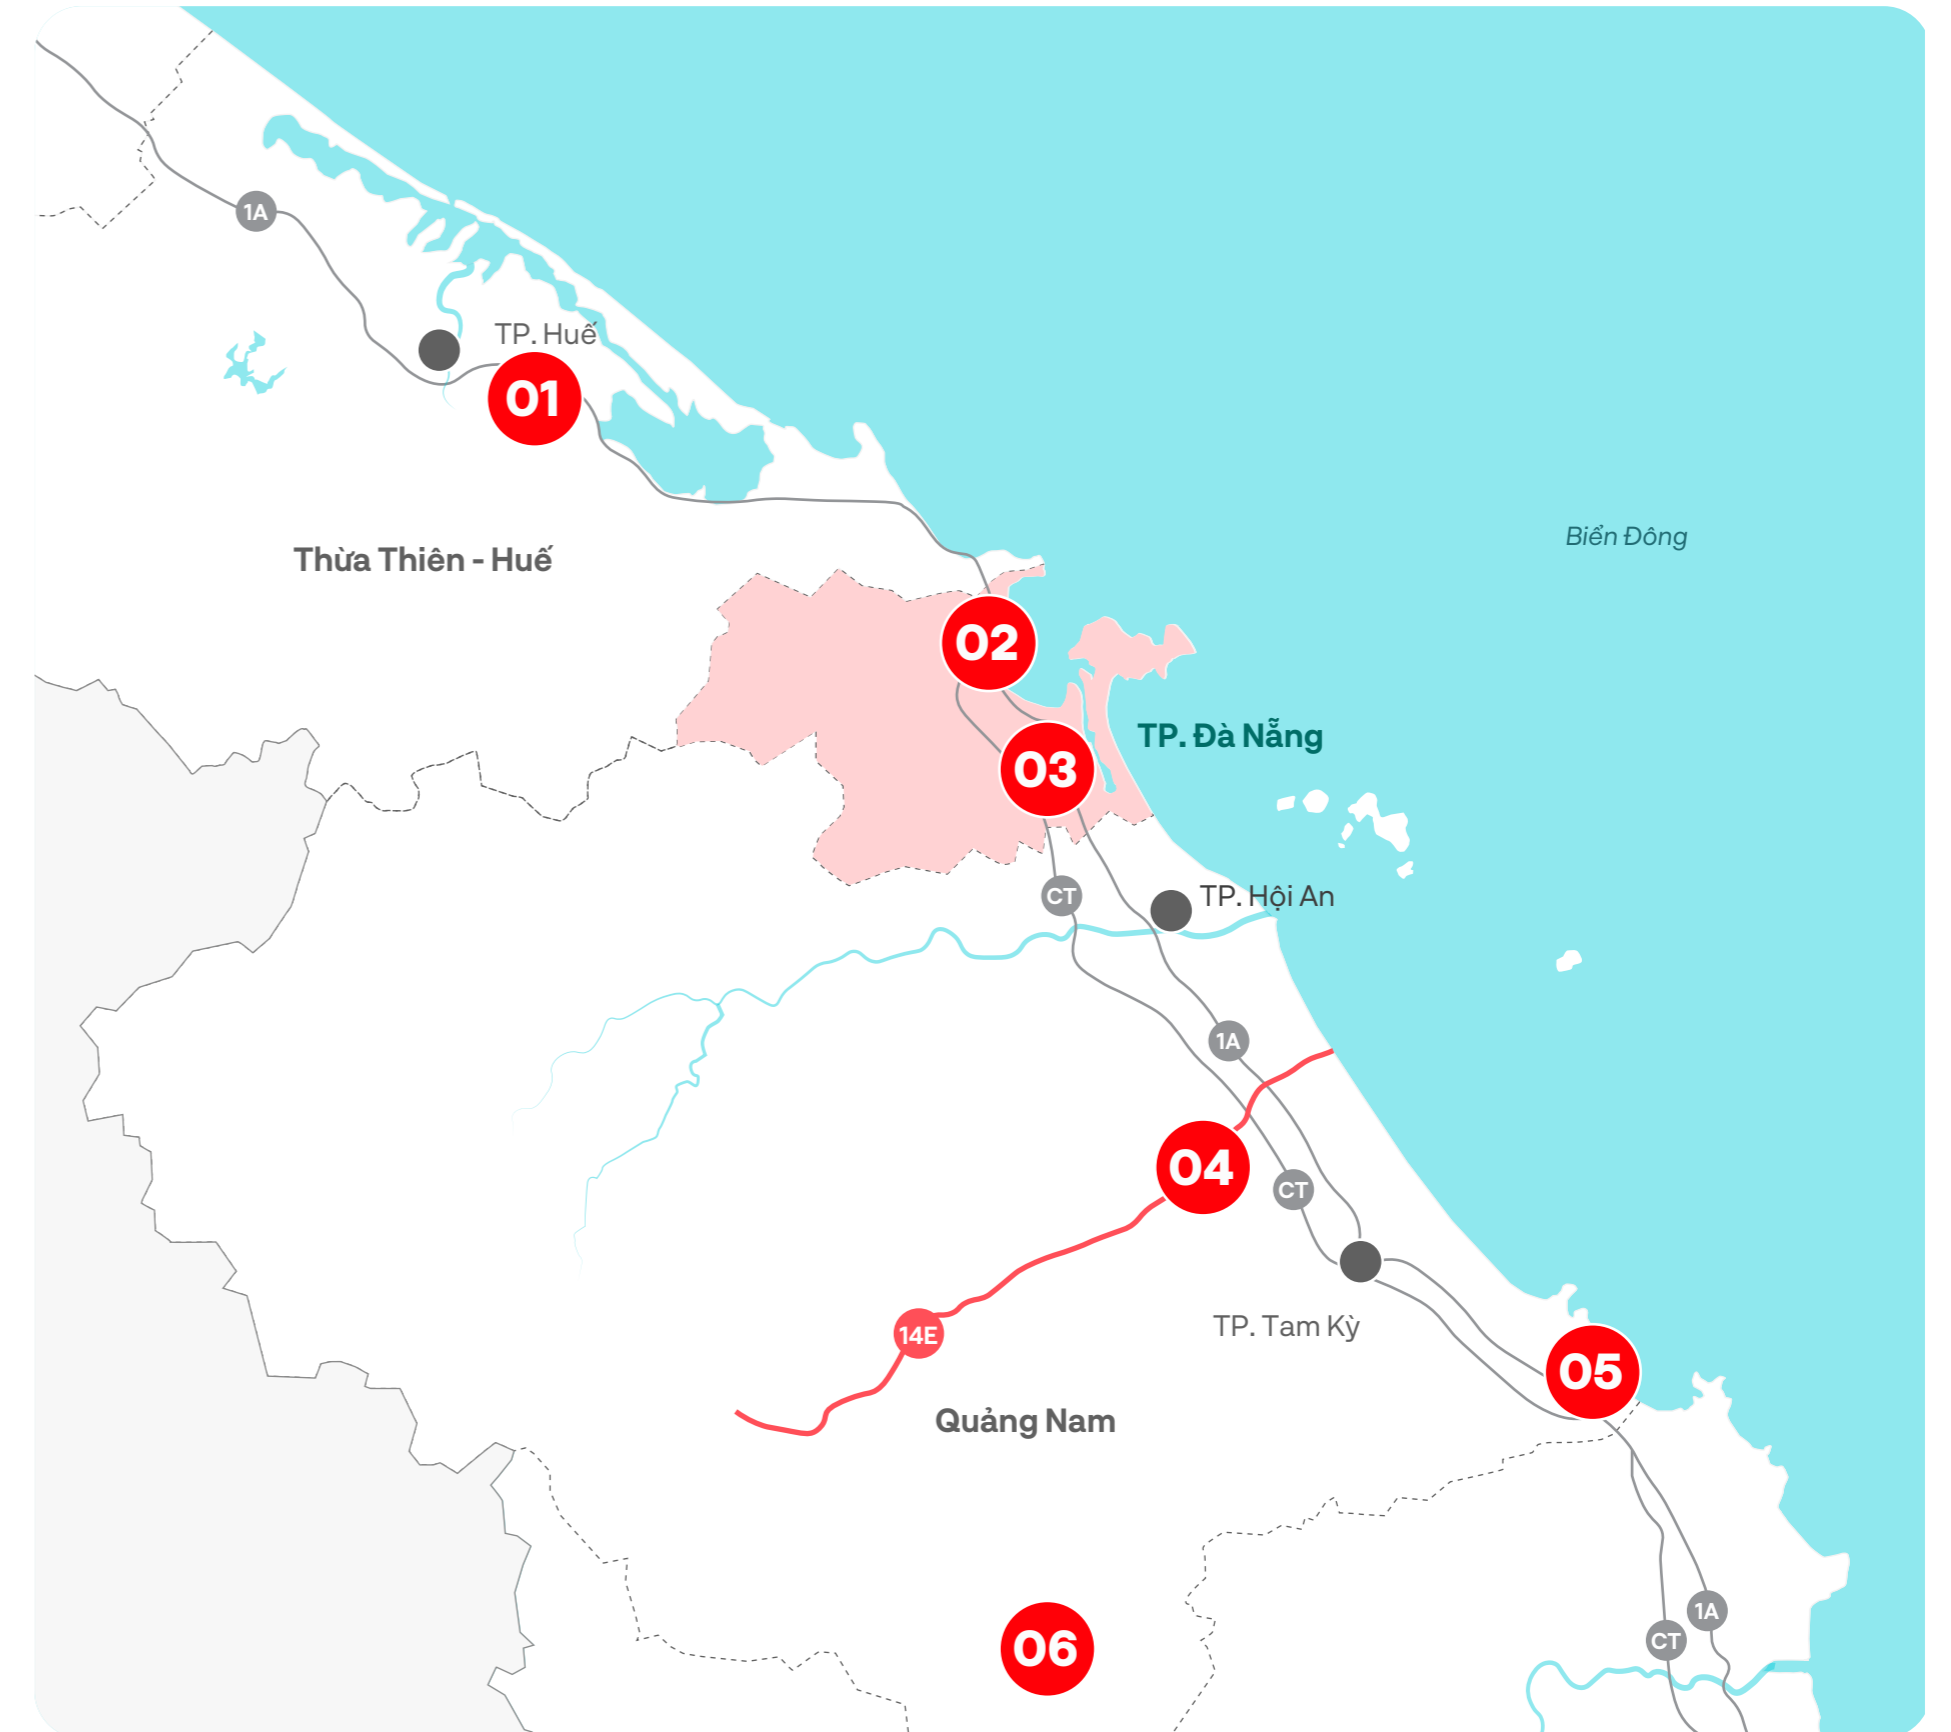 1A
TP. Huế
01
Biển Đông
Thừa Thiên - Huế
02
TP. Đà Nẵng
03
CT
TP. Hội An
1A
04
CT
TP. Tam Kỳ
14E
05
Quảng Nam
1A
CT
06